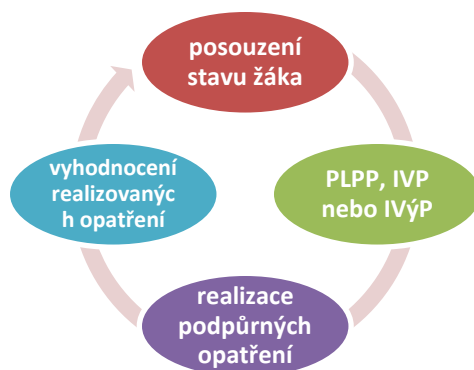 posouzení
stavu žáka
PLPP, IVP
nebo IVýP
realizace
podpůrných
opatření
vyhodnocení
realizovanýc
h opatření